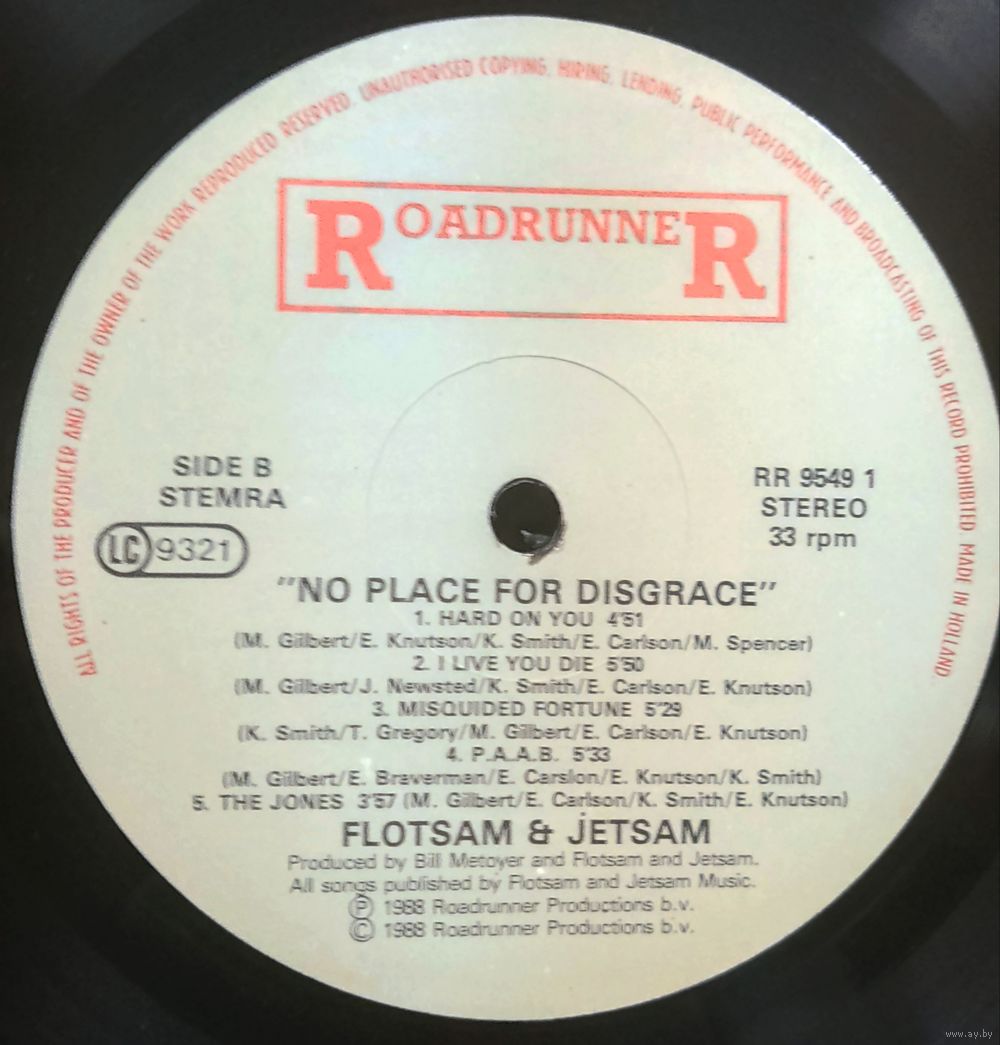 ALL RIGHTS OF THE PRODUCER AND OF THE OWNER OF THE WORK REPRODUCED RESERVED. UNAUTHORISED COPYING, HIRING, LENDING, PUBLIC PERFORMANCE AND BROADCASTING OF THIS RECORD PROHIBITED. MADE IN HOLLAND
ROADRUNNER
SIDE B
STEMRA
LC 9321
RR 9549 1
STEREO
33 rpm
"NO PLACE FOR DISGRACE"
1. HARD ON YOU 4'51
(M. Gilbert/E. Knutson/K. Smith/E. Carlson/M. Spencer)
2. I LIVE YOU DIE 5'50
(M. Gilbert/J. Newsted/K. Smith/E. Carlson/E. Knutson)
3. MISQUIDED FORTUNE 5'29
(K. Smith/T. Gregory/M. Gilbert/E. Carlson/E. Knutson)
4. P.A.A.B. 5'33
(M. Gilbert/E. Braverman/E. Carslon/E. Knutson/K. Smith)
5. THE JONES 3'57 (M. Gilbert/E. Carlson/K. Smith/E. Knutson)
FLOTSAM & JETSAM
Produced by Bill Metoyer and Flotsam and Jetsam.
All songs published by Flotsam and Jetsam Music.
Ⓟ 1988 Roadrunner Productions b.v.
© 1988 Roadrunner Productions b.v.
www.ay.by